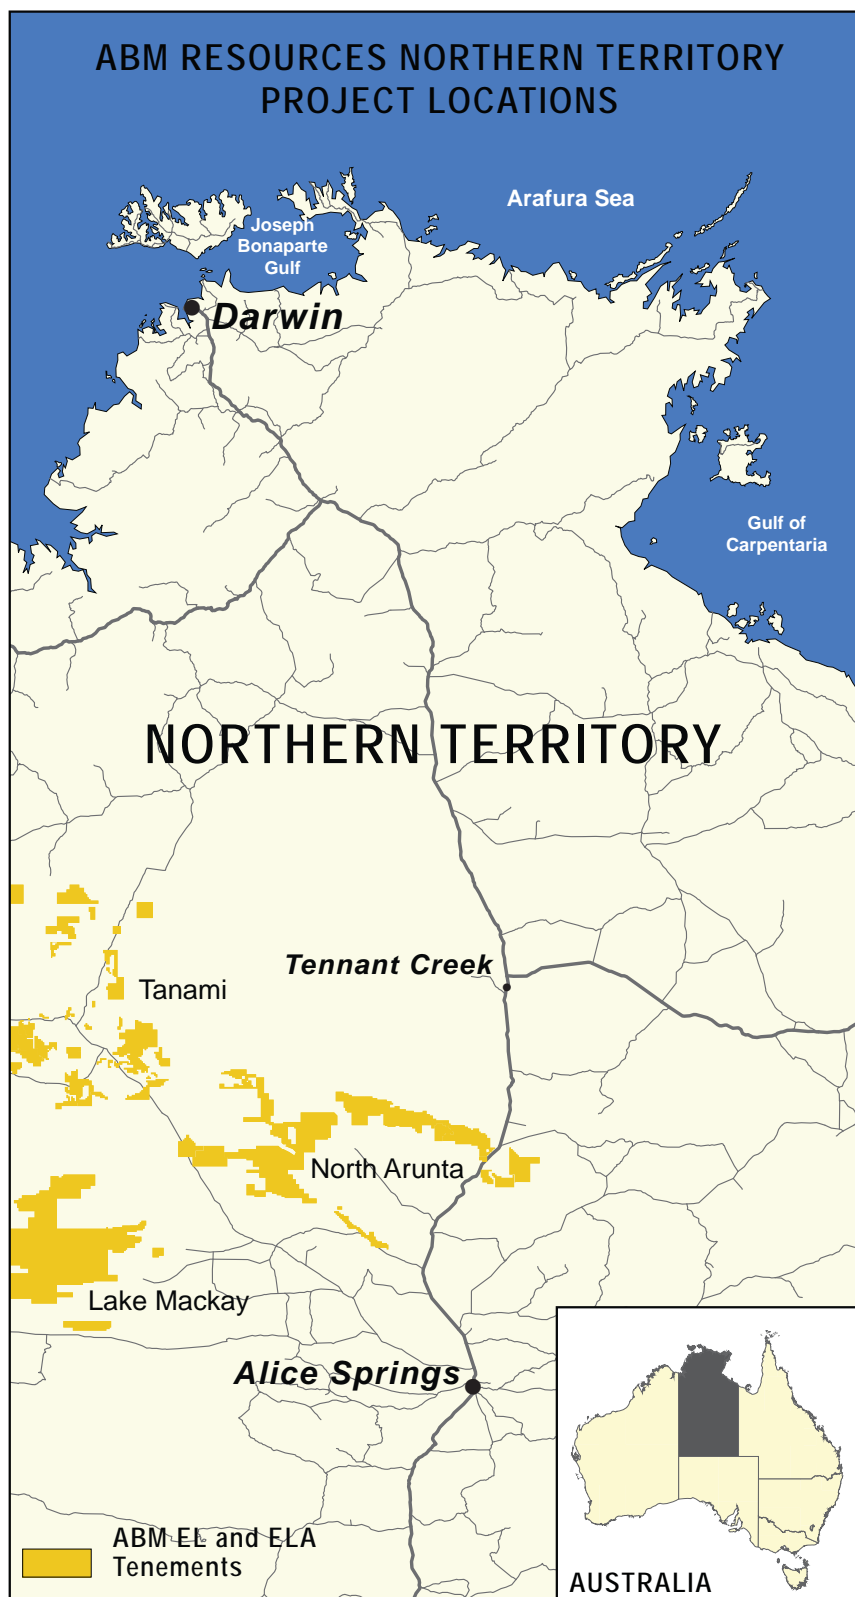 ABM RESOURCES NORTHERN TERRITORY
PROJECT LOCATIONS
Arafura Sea
Joseph
Bonaparte
Gulf
Darwin
Gulf of
Carpentaria
NORTHERN TERRITORY
Tennant Creek
Tanami
North Arunta
Lake Mackay
Alice Springs
ABM EL and ELA
Tenements
AUSTRALIA